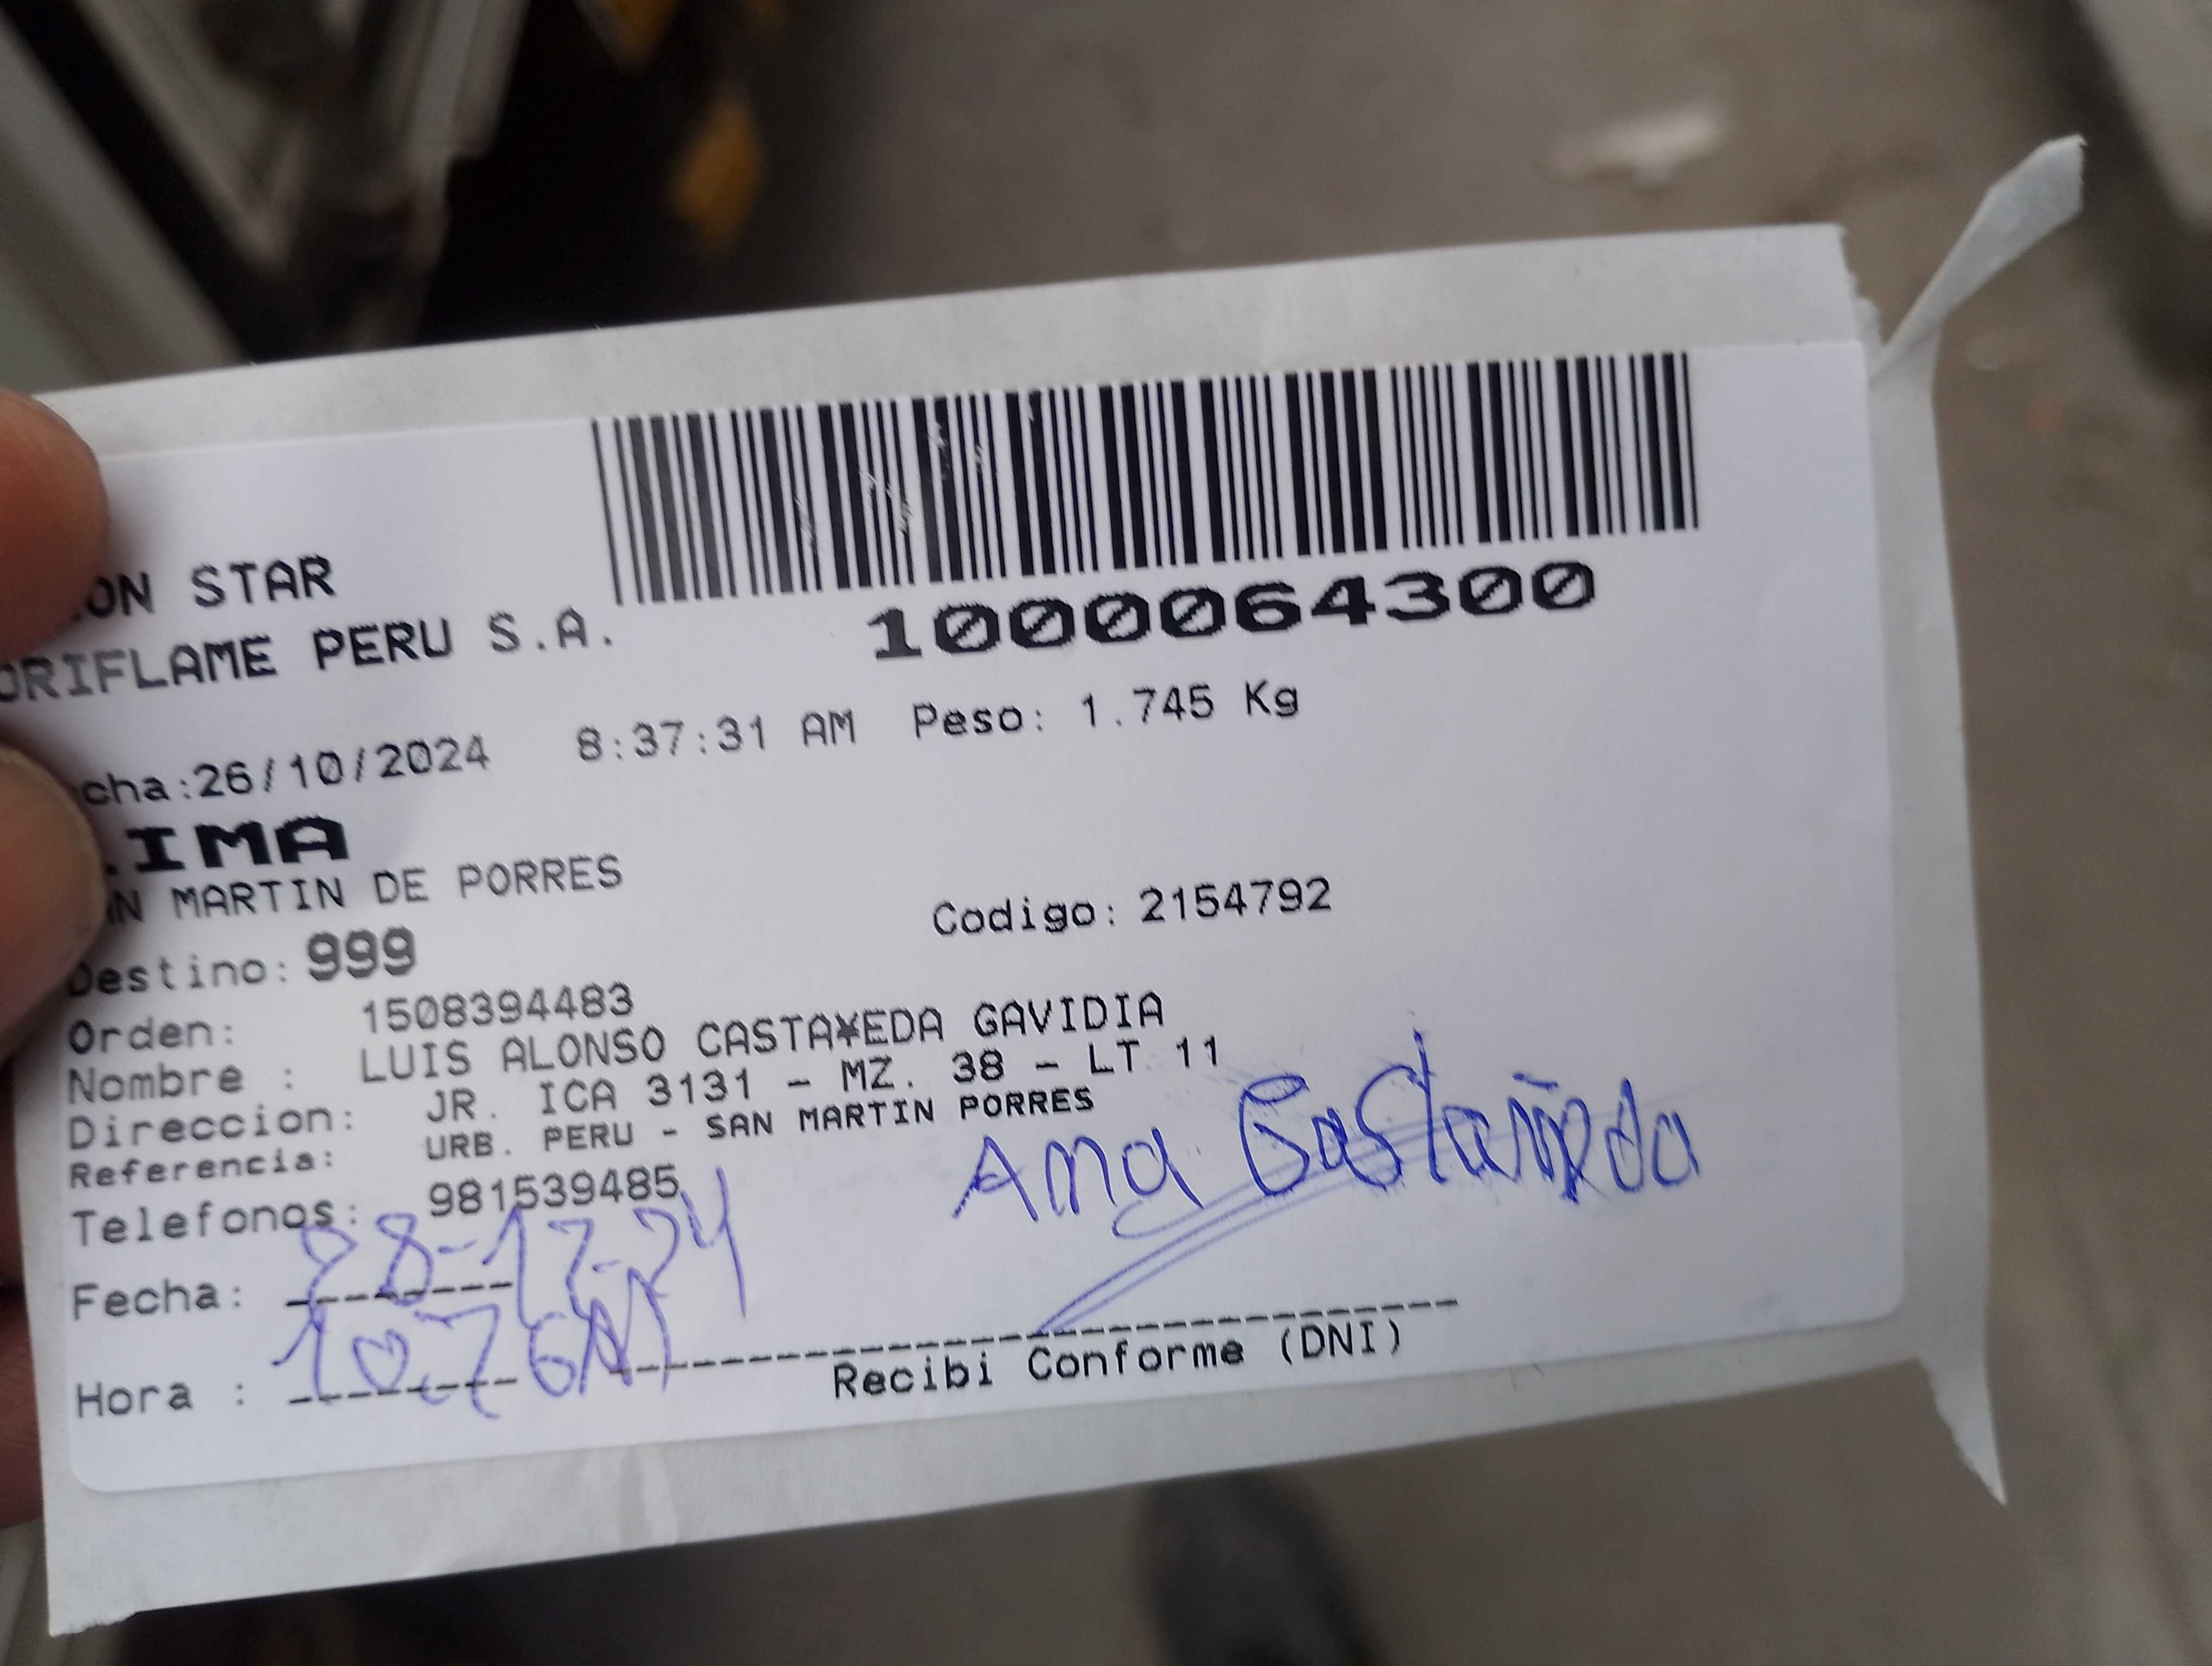 ON STAR
ORIFLAME PERU S.A.
1000064300
cha:26/10/2024 8:37:31 AM Peso: 1.745 Kg
LIMA
AN MARTIN DE PORRES
Destino: 999 Codigo: 2154792
Orden: 1508394483
Nombre : LUIS ALONSO CASTA¥EDA GAVIDIA
Direccion: JR. ICA 3131 - MZ. 38 - LT 11
Referencia: URB. PERU - SAN MARTIN PORRES
Telefonos: 981539485
Ana Castañeda
Fecha:
Hora :
Recibi Conforme (DNI)